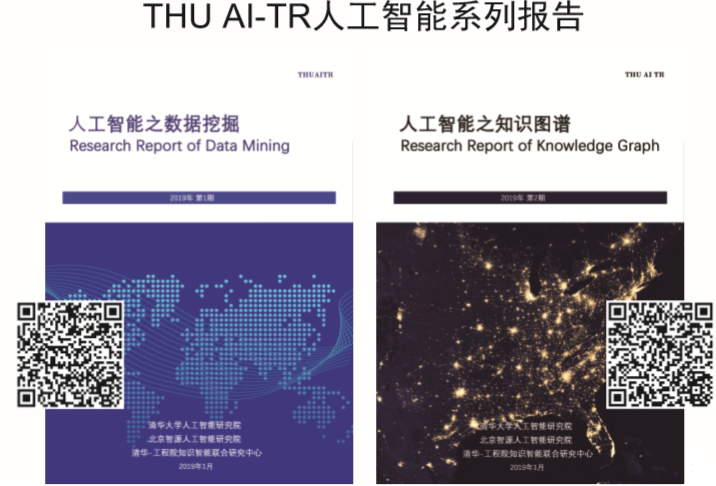 THU AI-TR人工智能系列报告
THUAITR
人工智能之数据挖掘
Research Report of Data Mining
2019年 第1期
清华大学人工智能研究院
北京智源人工智能研究院
清华-工程院知识智能联合研究中心
2019年1月
THU AI TR
人工智能之知识图谱
Research Report of Knowledge Graph
2019年 第2期
清华大学人工智能研究院
北京智源人工智能研究院
清华-工程院知识智能联合研究中心
2019年1月